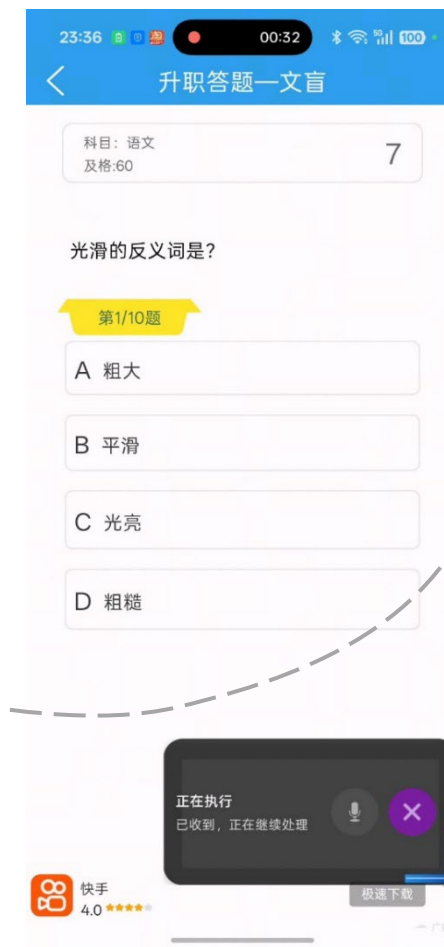 23:36
00:32
5G
100
升职答题—文盲
科目：语文
及格:60
7
光滑的反义词是?
第1/10题
A 粗大
B 平滑
C 光亮
D 粗糙
正在执行
已收到，正在继续处理
快手
4.0
极速下载